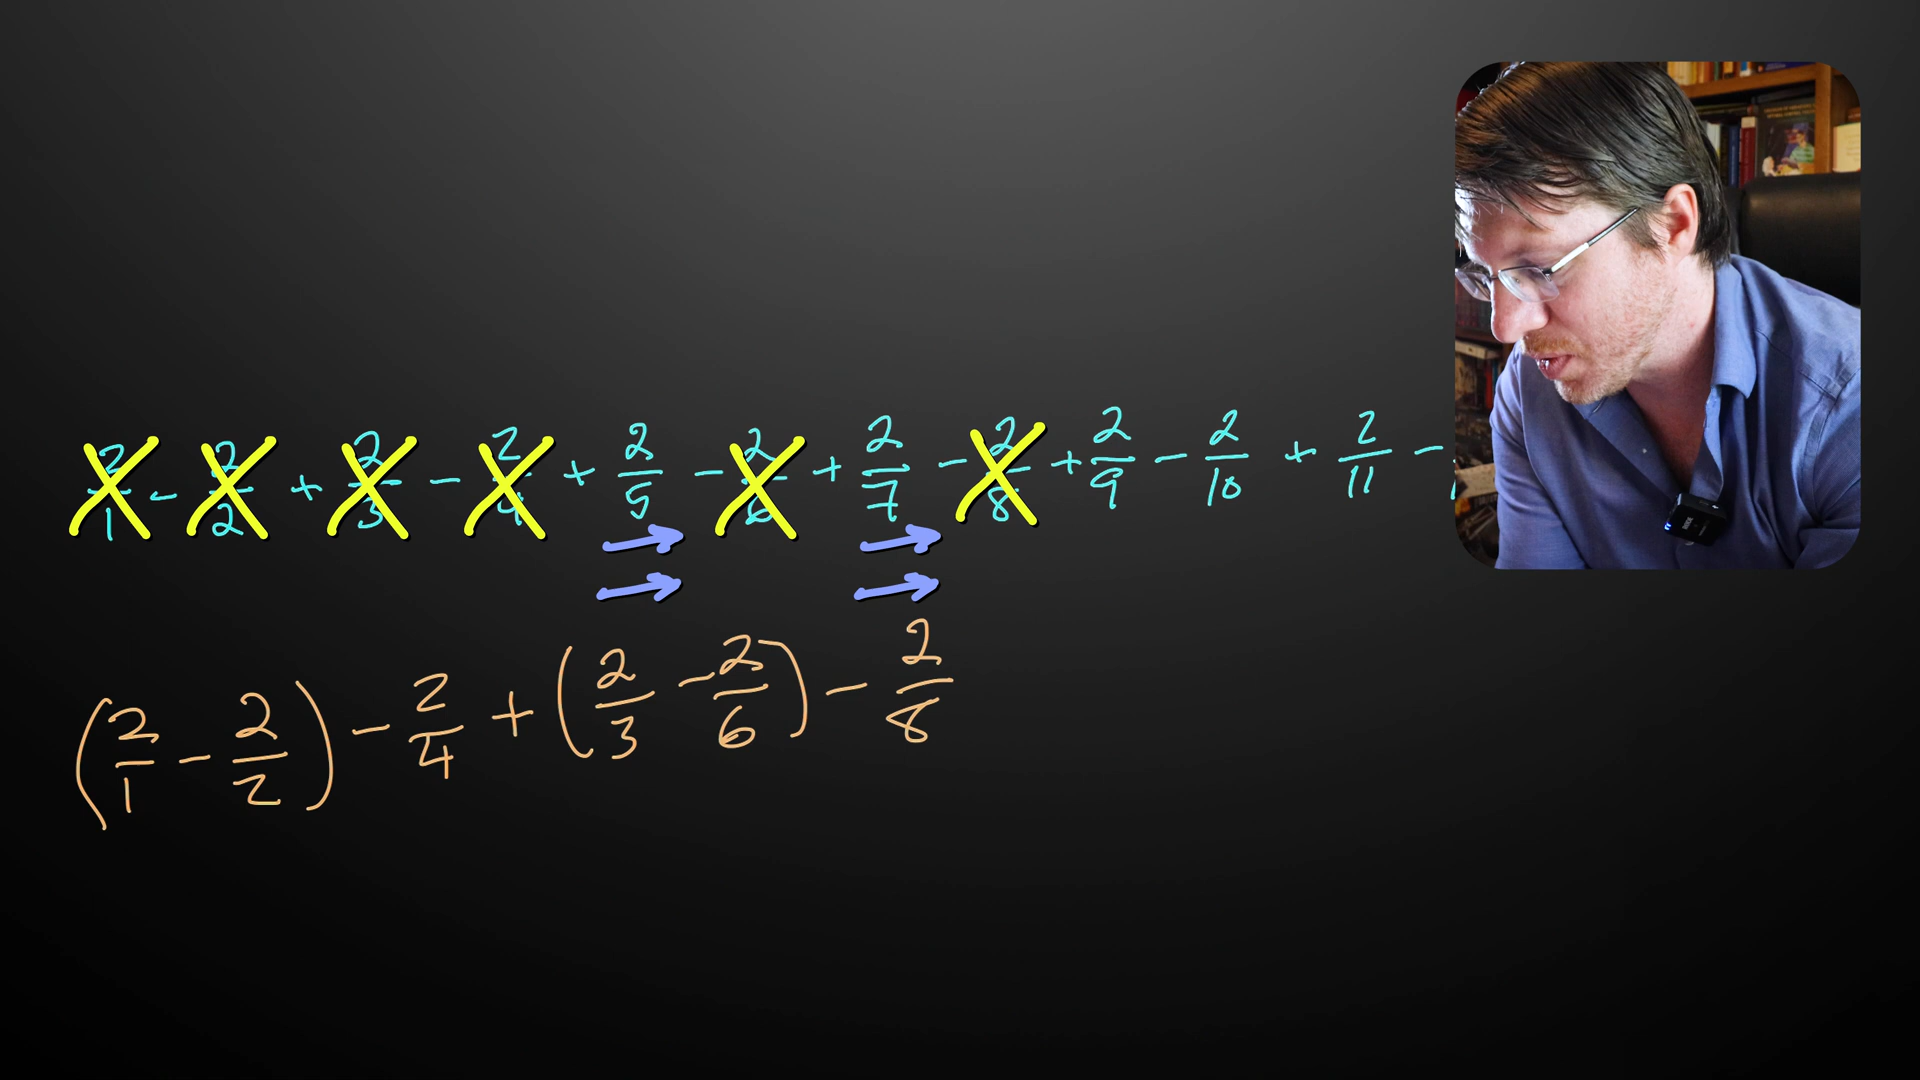 2/1 - 2/2 + 2/3 - 2/4 + 2/5 - 2/6 + 2/7 - 2/8 + 2/9 - 2/10 + 2/11 -
(2/1 - 2/2) - 2/4 + (2/3 - 2/6) - 2/8